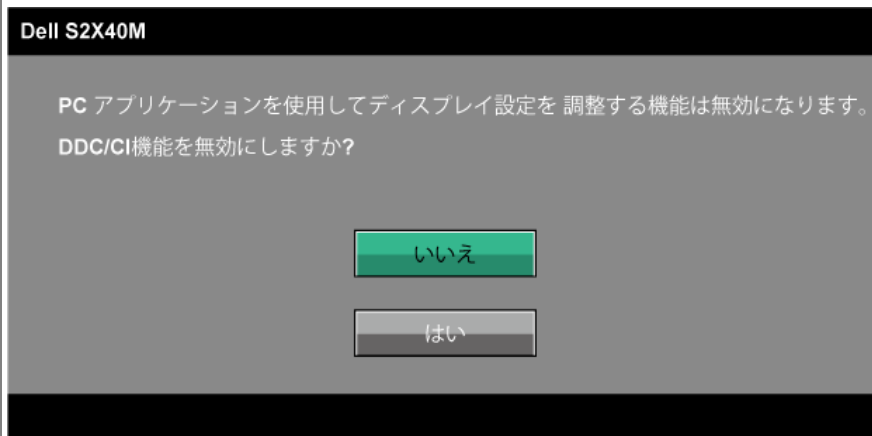 Dell S2X40M
PC アプリケーションを使用してディスプレイ設定を 調整する機能は無効になります。
DDC/CI機能を無効にしますか?
いいえ
はい